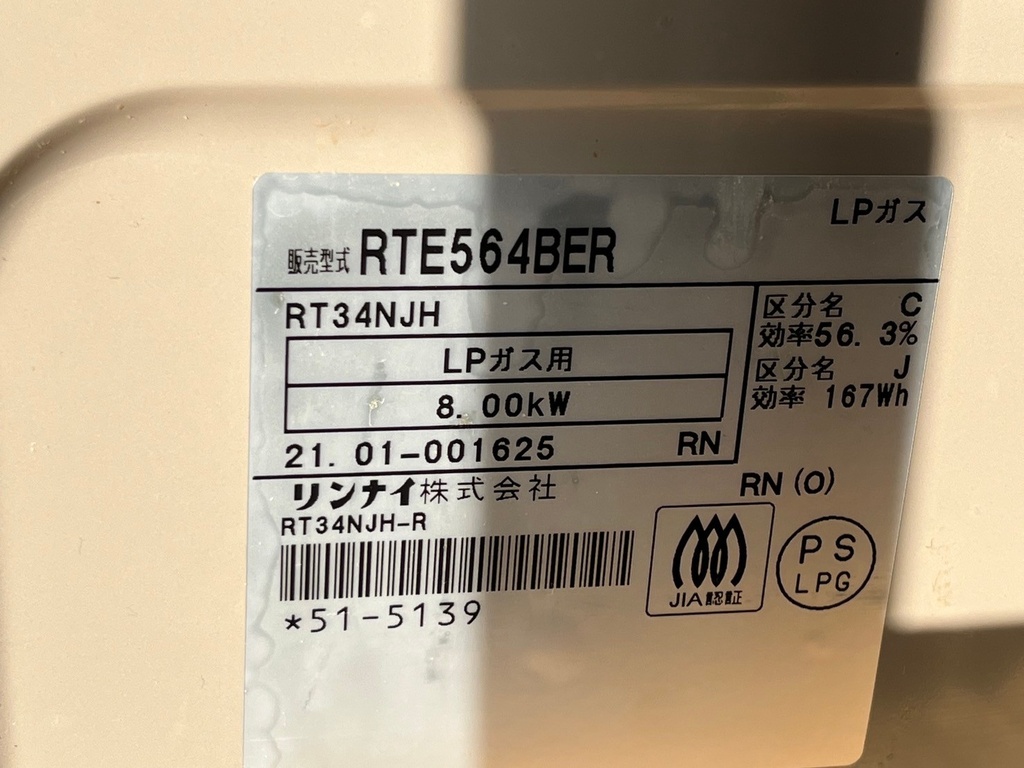 LPガス
販売型式 RTE564BER
RT34NJH
LPガス用
8.00kW
21.01-001625 RN
区分名 C
効率56.3%
区分名 J
効率 167Wh
リンナイ株式会社
RN(O)
RT34NJH-R
*51-5139
JIA認証
PS
LPG